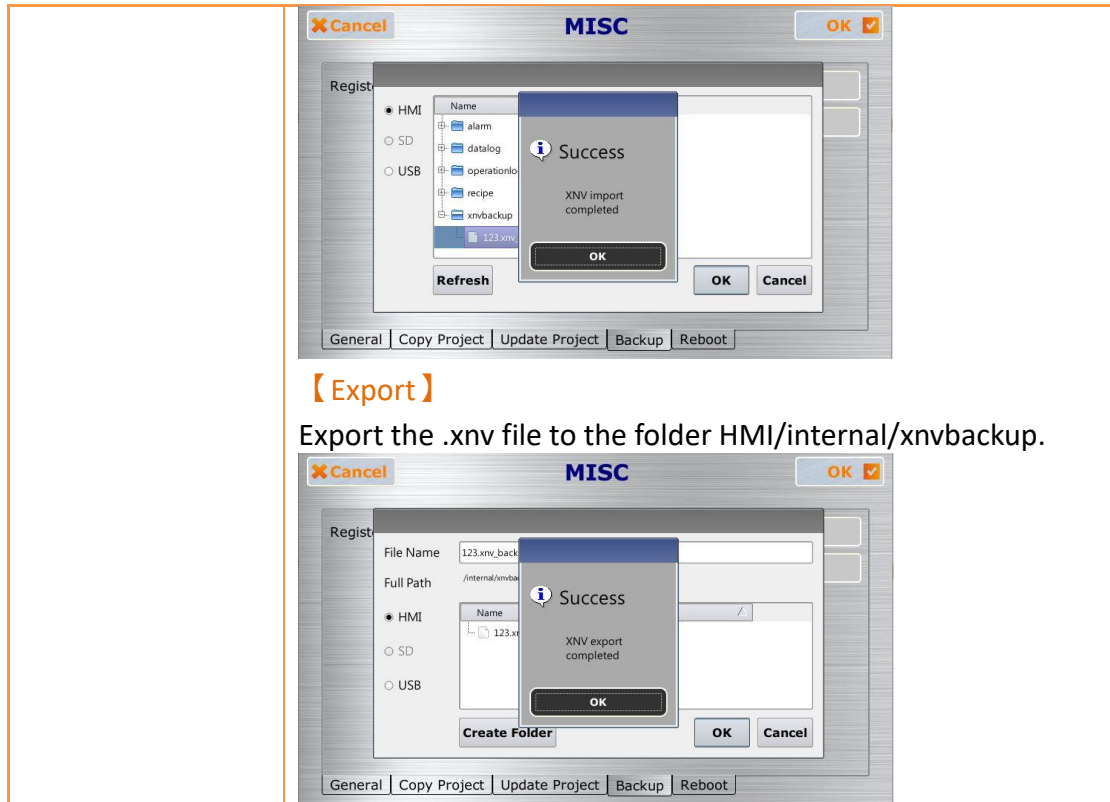 Cancel MISC OK
Regist
HMI
SD
USB
Name
alarm
datalog
operationlo
recipe
xnvbackup
123.xnv_
Success
XNV import
completed
OK
Refresh OK Cancel
General Copy Project Update Project Backup Reboot
【Export】
Export the .xnv file to the folder HMI/internal/xnvbackup.
Cancel MISC OK
Regist
File Name 123.xnv_back
Full Path /internal/xnvba
HMI
SD
USB
Name
123.xn
Success
XNV export
completed
OK
Create Folder OK Cancel
General Copy Project Update Project Backup Reboot